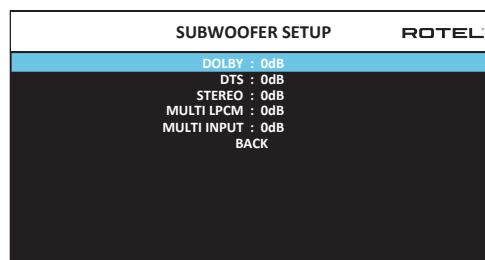 SUBWOOFER SETUP ROTEL
DOLBY : 0dB
DTS : 0dB
STEREO : 0dB
MULTI LPCM : 0dB
MULTI INPUT : 0dB
BACK